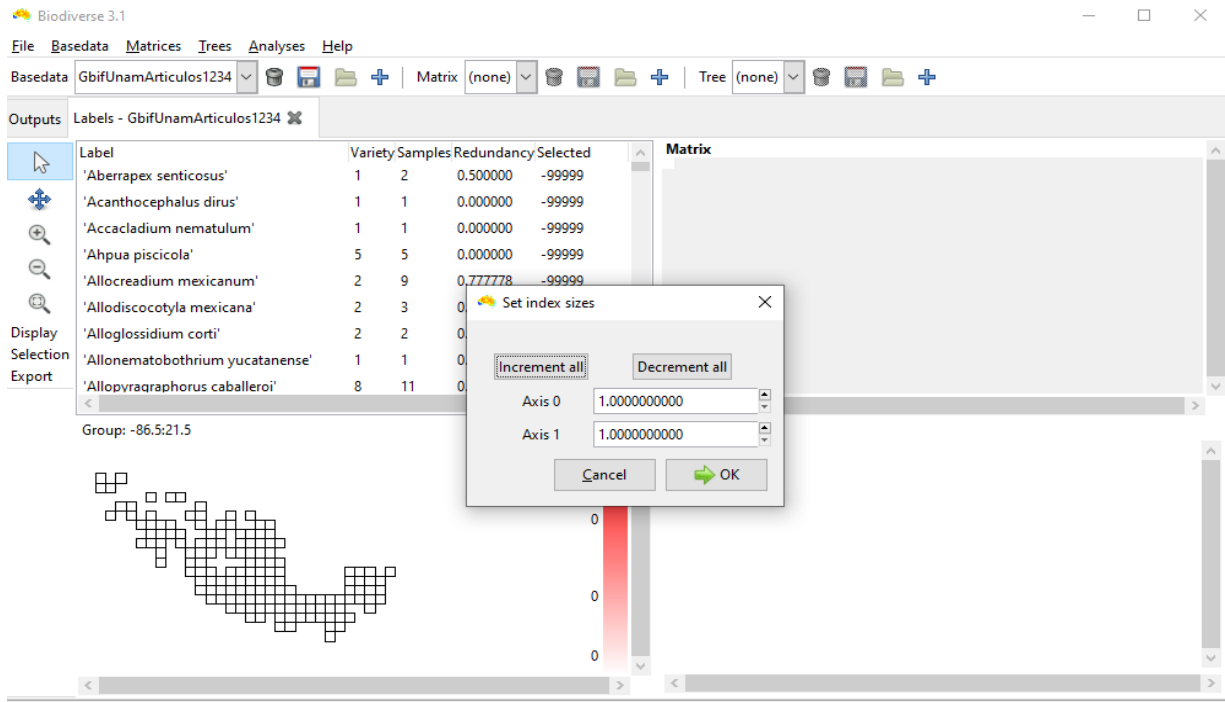 Biodiverse 3.1
File Basedata Matrices Trees Analyses Help
Basedata GbifUnamArticulos1234 Matrix (none) Tree (none)
Outputs Labels - GbifUnamArticulos1234
Label Variety Samples Redundancy Selected
'Aberrapex senticosus' 1 2 0.500000 -99999
'Acanthocephalus dirus' 1 1 0.000000 -99999
'Accacladium nematulum' 1 1 0.000000 -99999
'Ahpua piscicola' 5 5 0.000000 -99999
'Allocreadium mexicanum' 2 9 0.777778 -99999
'Allodiscocotyla mexicana' 2 3 0.
'Alloglossidium corti' 2 2 0.
'Allonematobothrium yucatanense' 1 1 0.
'Allopyragraphorus caballeroi' 8 11 0.
Matrix
Display
Selection
Export
Set index sizes
Increment all Decrement all
Axis 0 1.0000000000
Axis 1 1.0000000000
Cancel OK
Group: -86.5:21.5
0
0
0